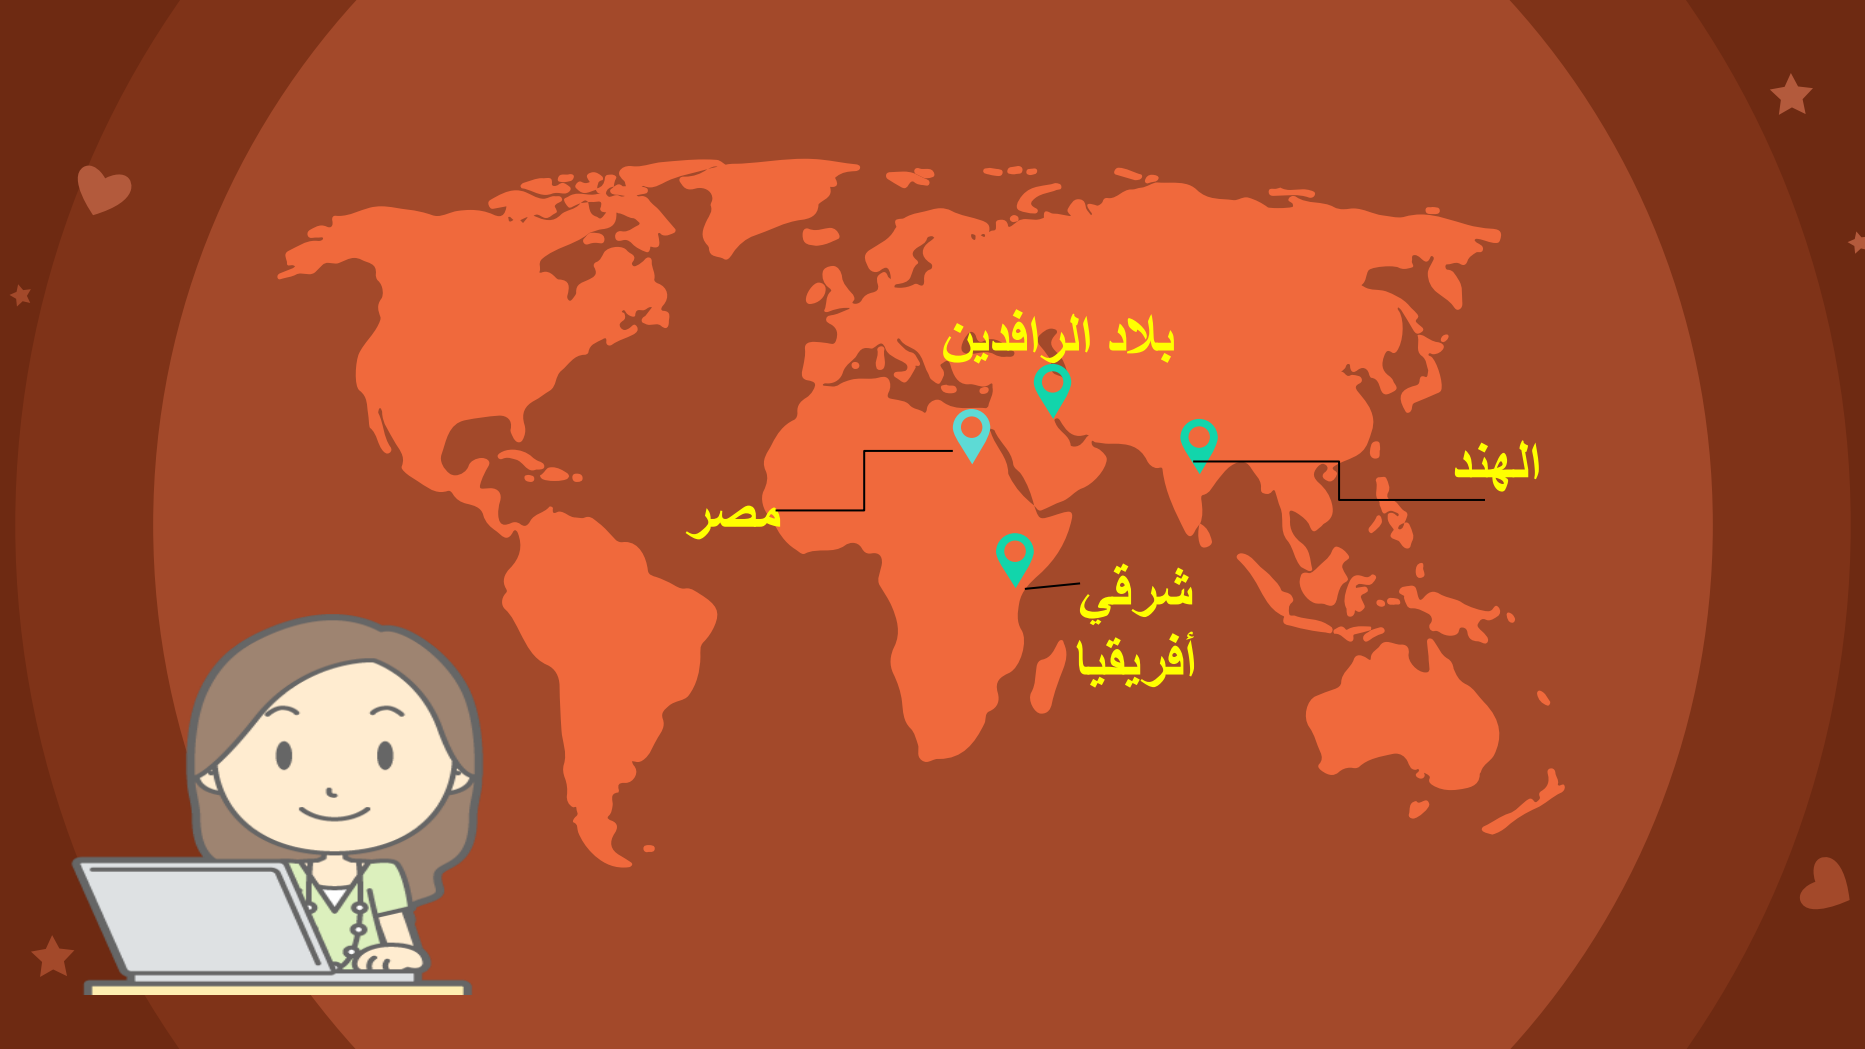 بلاد الرافدين
الهند
مصر
شرقي
أفريقيا